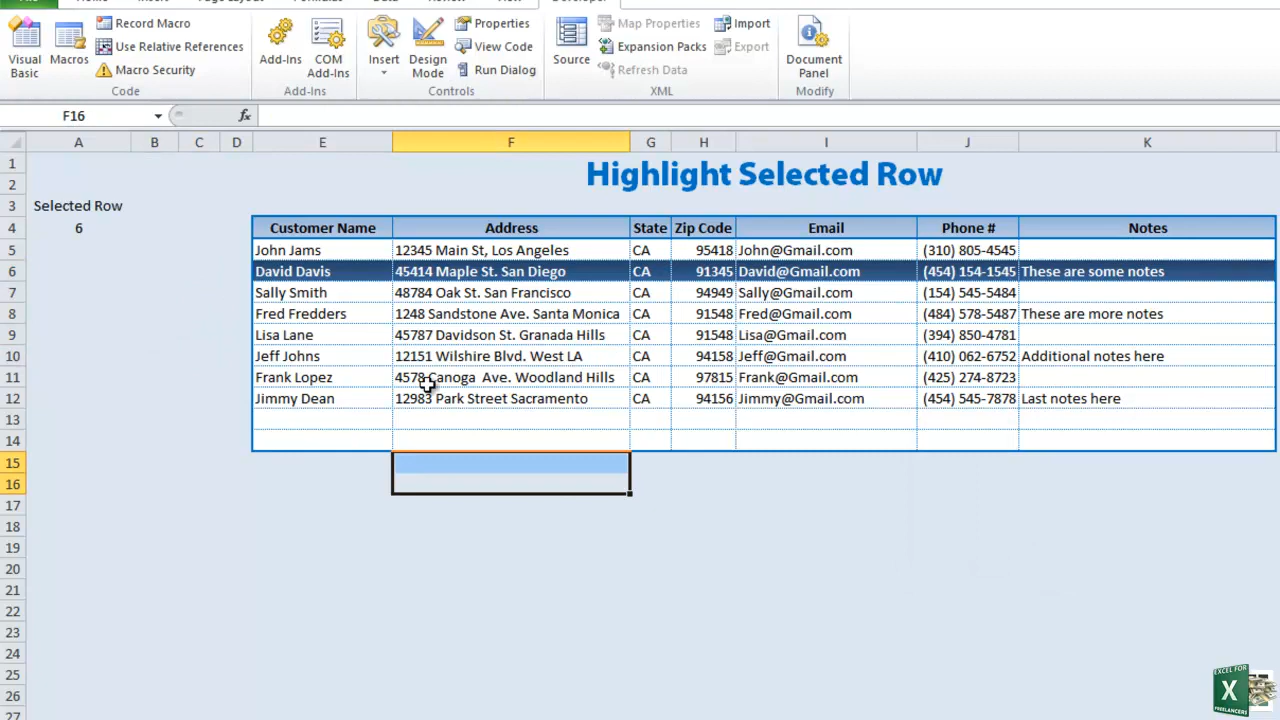 Record Macro
Use Relative References
Macro Security
Visual Basic
Macros
Code
Add-Ins
COM Add-Ins
Add-Ins
Insert
Design Mode
Properties
View Code
Run Dialog
Controls
Source
Map Properties
Expansion Packs
Refresh Data
Import
Export
XML
Document Panel
Modify
F16
fx
A B C D E F G H I J K
1 Highlight Selected Row
2
3 Selected Row
4 6 Customer Name Address State Zip Code Email Phone # Notes
5 John Jams 12345 Main St, Los Angeles CA 95418 John@Gmail.com (310) 805-4545
6 David Davis 45414 Maple St. San Diego CA 91345 David@Gmail.com (454) 154-1545 These are some notes
7 Sally Smith 48784 Oak St. San Francisco CA 94949 Sally@Gmail.com (154) 545-5484
8 Fred Fredders 1248 Sandstone Ave. Santa Monica CA 91548 Fred@Gmail.com (484) 578-5487 These are more notes
9 Lisa Lane 45787 Davidson St. Granada Hills CA 91548 Lisa@Gmail.com (394) 850-4781
10 Jeff Johns 12151 Wilshire Blvd. West LA CA 94158 Jeff@Gmail.com (410) 062-6752 Additional notes here
11 Frank Lopez 4578 Canoga Ave. Woodland Hills CA 97815 Frank@Gmail.com (425) 274-8723
12 Jimmy Dean 12983 Park Street Sacramento CA 94156 Jimmy@Gmail.com (454) 545-7878 Last notes here
13
14
15
16
17
18
19
20
21
22
23
24
25
26
27
EXCEL FOR
X
FREELANCERS